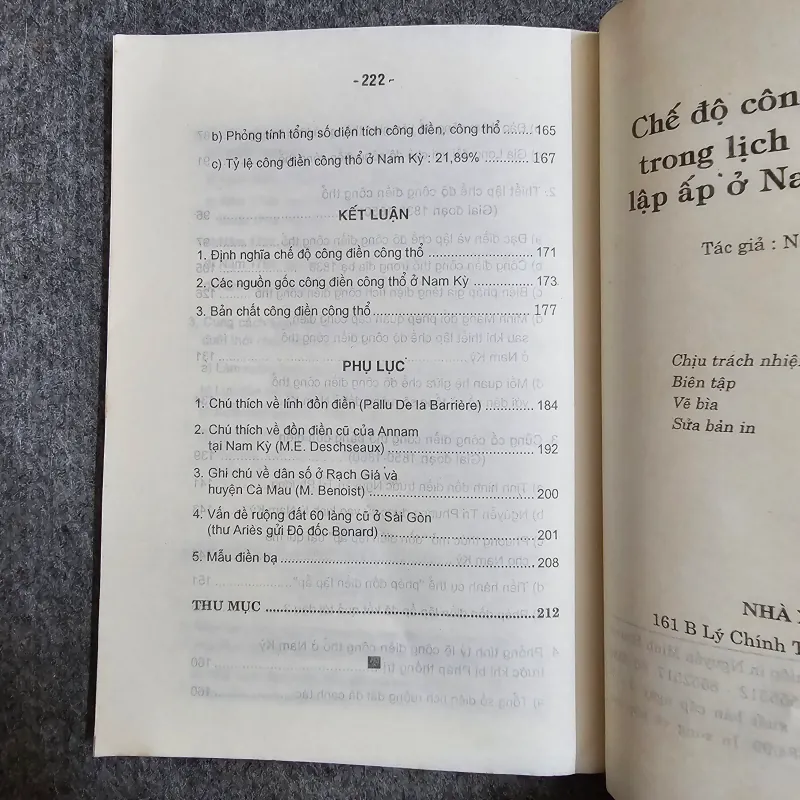 - 222 -
b) Phỏng tính tổng số diện tích công điền, công thổ ....... 165
c) Tỷ lệ công điền công thổ ở Nam Kỳ : 21,89% ............ 167
KẾT LUẬN
1. Định nghĩa chế độ công điền công thổ ........................ 171
2. Các nguồn gốc công điền công thổ ở Nam Kỳ ............ 173
3. Bản chất công điền công thổ ...................................... 177
PHỤ LỤC
1. Chú thích về lính đồn điền (Pallu De la Barrière) ............ 184
2. Chú thích về đồn điền cũ của Annam
tại Nam Kỳ (M.E. Deschseaux) .................................. 192
3. Ghi chú về dân số ở Rạch Giá và
huyện Cà Mau (M. Benoist) ........................................ 200
4. Vấn đề ruộng đất 60 làng cũ ở Sài Gòn
(thư Ariès gửi Đô đốc Bonard) .................................... 201
5. Mẫu điền bạ ............................................................... 208
THƯ MỤC .................................................................. 212
Chế độ côn
trong lịch
lập ấp ở Na
Tác giả : N
Chịu trách nhiệ
Biên tập
Vẽ bìa
Sửa bản in
NHÀ
161 B Lý Chính T